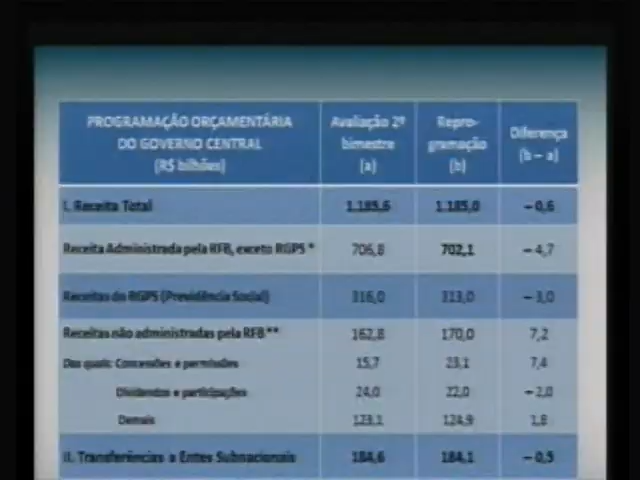 PROGRAMAÇÃO ORÇAMENTÁRIA
DO GOVERNO CENTRAL
(R$ bilhões)
Avaliação 2º
bimestre
(a)
Repro-
gramação
(b)
Diferença
(b – a)
I. Receita Total 1.185,6 1.185,0 – 0,6
Receita Administrada pela RFB, exceto RGPS * 706,8 702,1 – 4,7
Receitas do RGPS (Previdência Social) 316,0 313,0 – 3,0
Receitas não administradas pela RFB ** 162,8 170,0 7,2
Das quais: Concessões e permissões 15,7 23,1 7,4
Dividendos e participações 24,0 22,0 – 2,0
Demais 123,1 124,9 1,8
II. Transferências a Entes Subnacionais 184,6 184,1 – 0,5